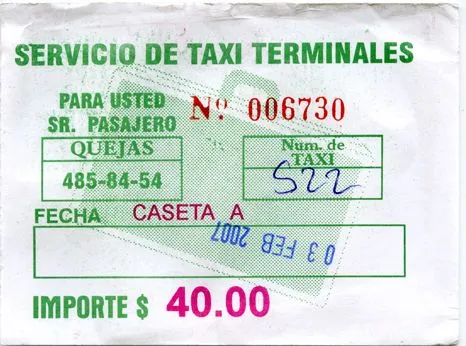 SERVICIO DE TAXI TERMINALES
PARA USTED
SR. PASAJERO
Nº 006730
QUEJAS
485-84-54
Num. de
TAXI
522
FECHA CASETA A
03 FEB 2007
IMPORTE $ 40.00